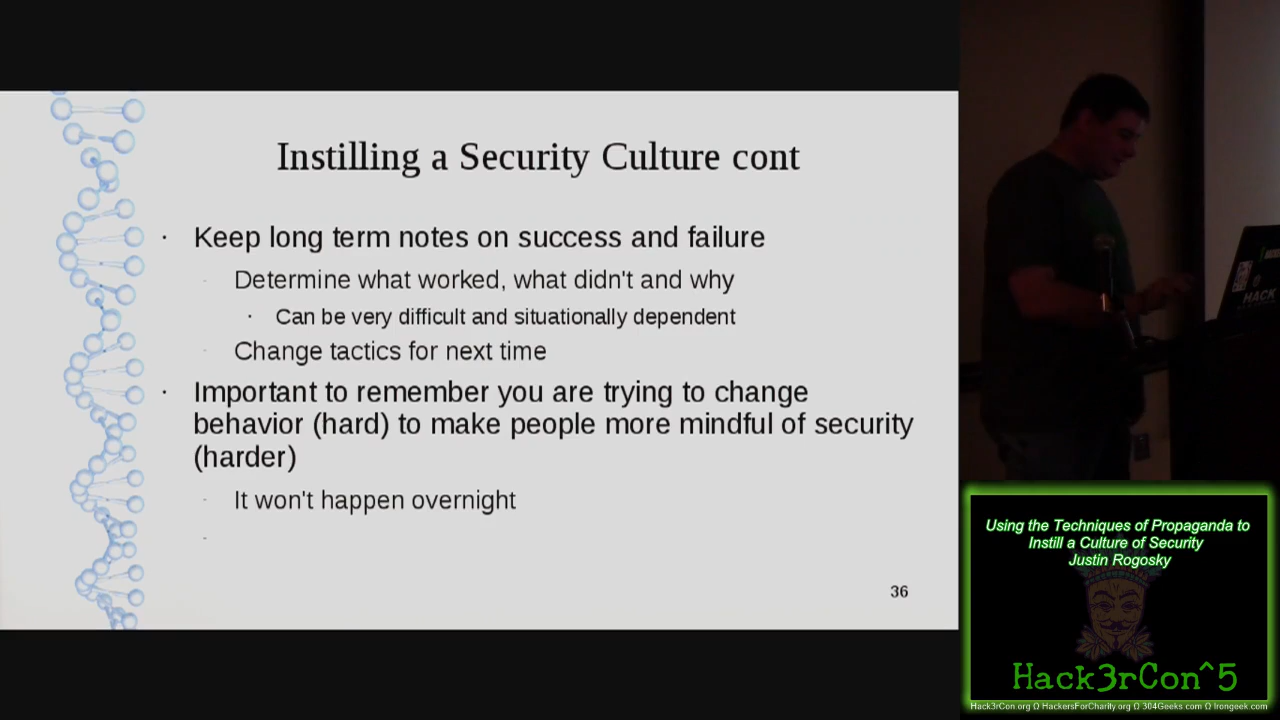 Instilling a Security Culture cont
· Keep long term notes on success and failure
- Determine what worked, what didn't and why
· Can be very difficult and situationally dependent
- Change tactics for next time
· Important to remember you are trying to change
behavior (hard) to make people more mindful of security
(harder)
- It won't happen overnight
-
36
HACK
Using the Techniques of Propaganda to
Instill a Culture of Security
Justin Rogosky
Hack3rCon^5
Hack3rCon.org Ω HackersForCharity.org Ω 304Geeks.com Ω Irongeek.com